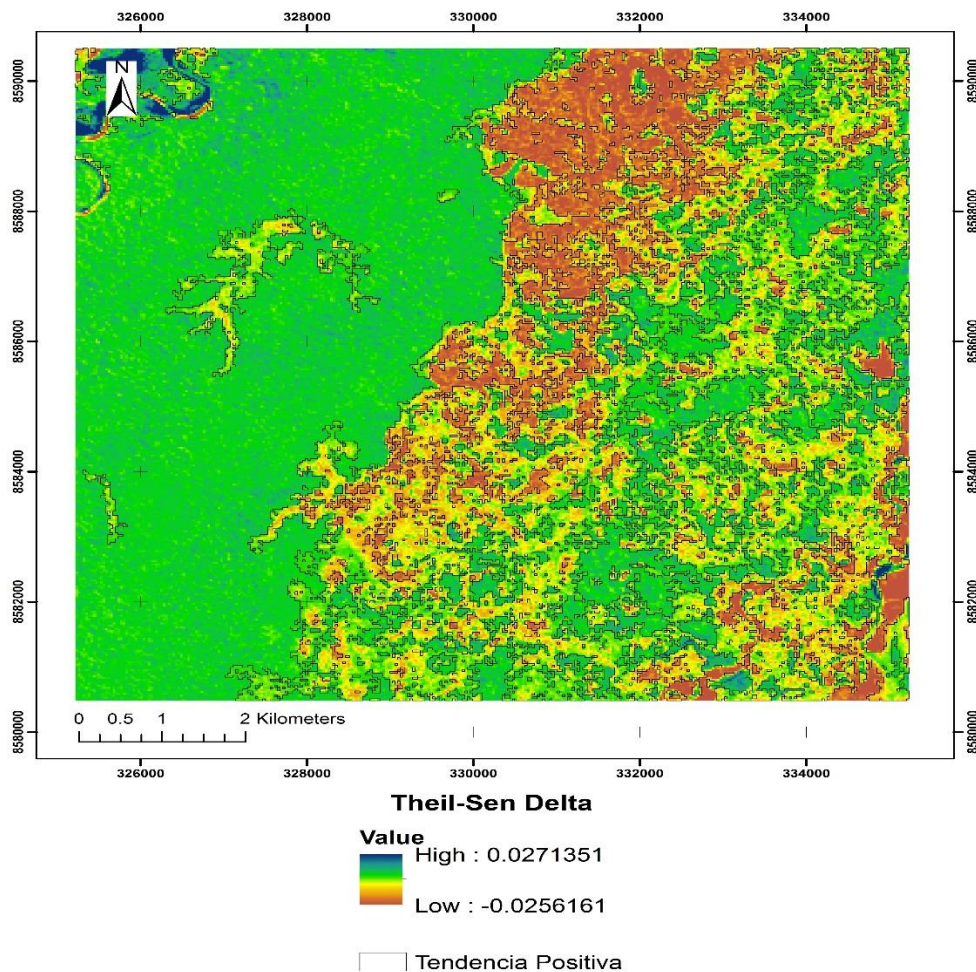 326000 328000 330000 332000 334000
N
8590000 8590000
8588000 8588000
8586000 8586000
8584000 8584000
8582000 8582000
8580000 8580000
0 0.5 1 2 Kilometers
326000 328000 330000 332000 334000
Theil-Sen Delta
Value
High : 0.0271351
Low : -0.0256161
Tendencia Positiva